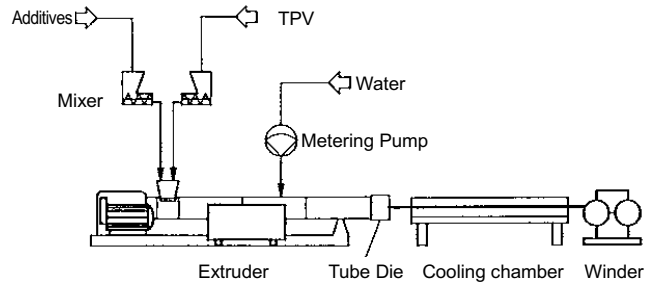 Additives
TPV
Mixer
Water
Metering Pump
Extruder
Tube Die
Cooling chamber
Winder